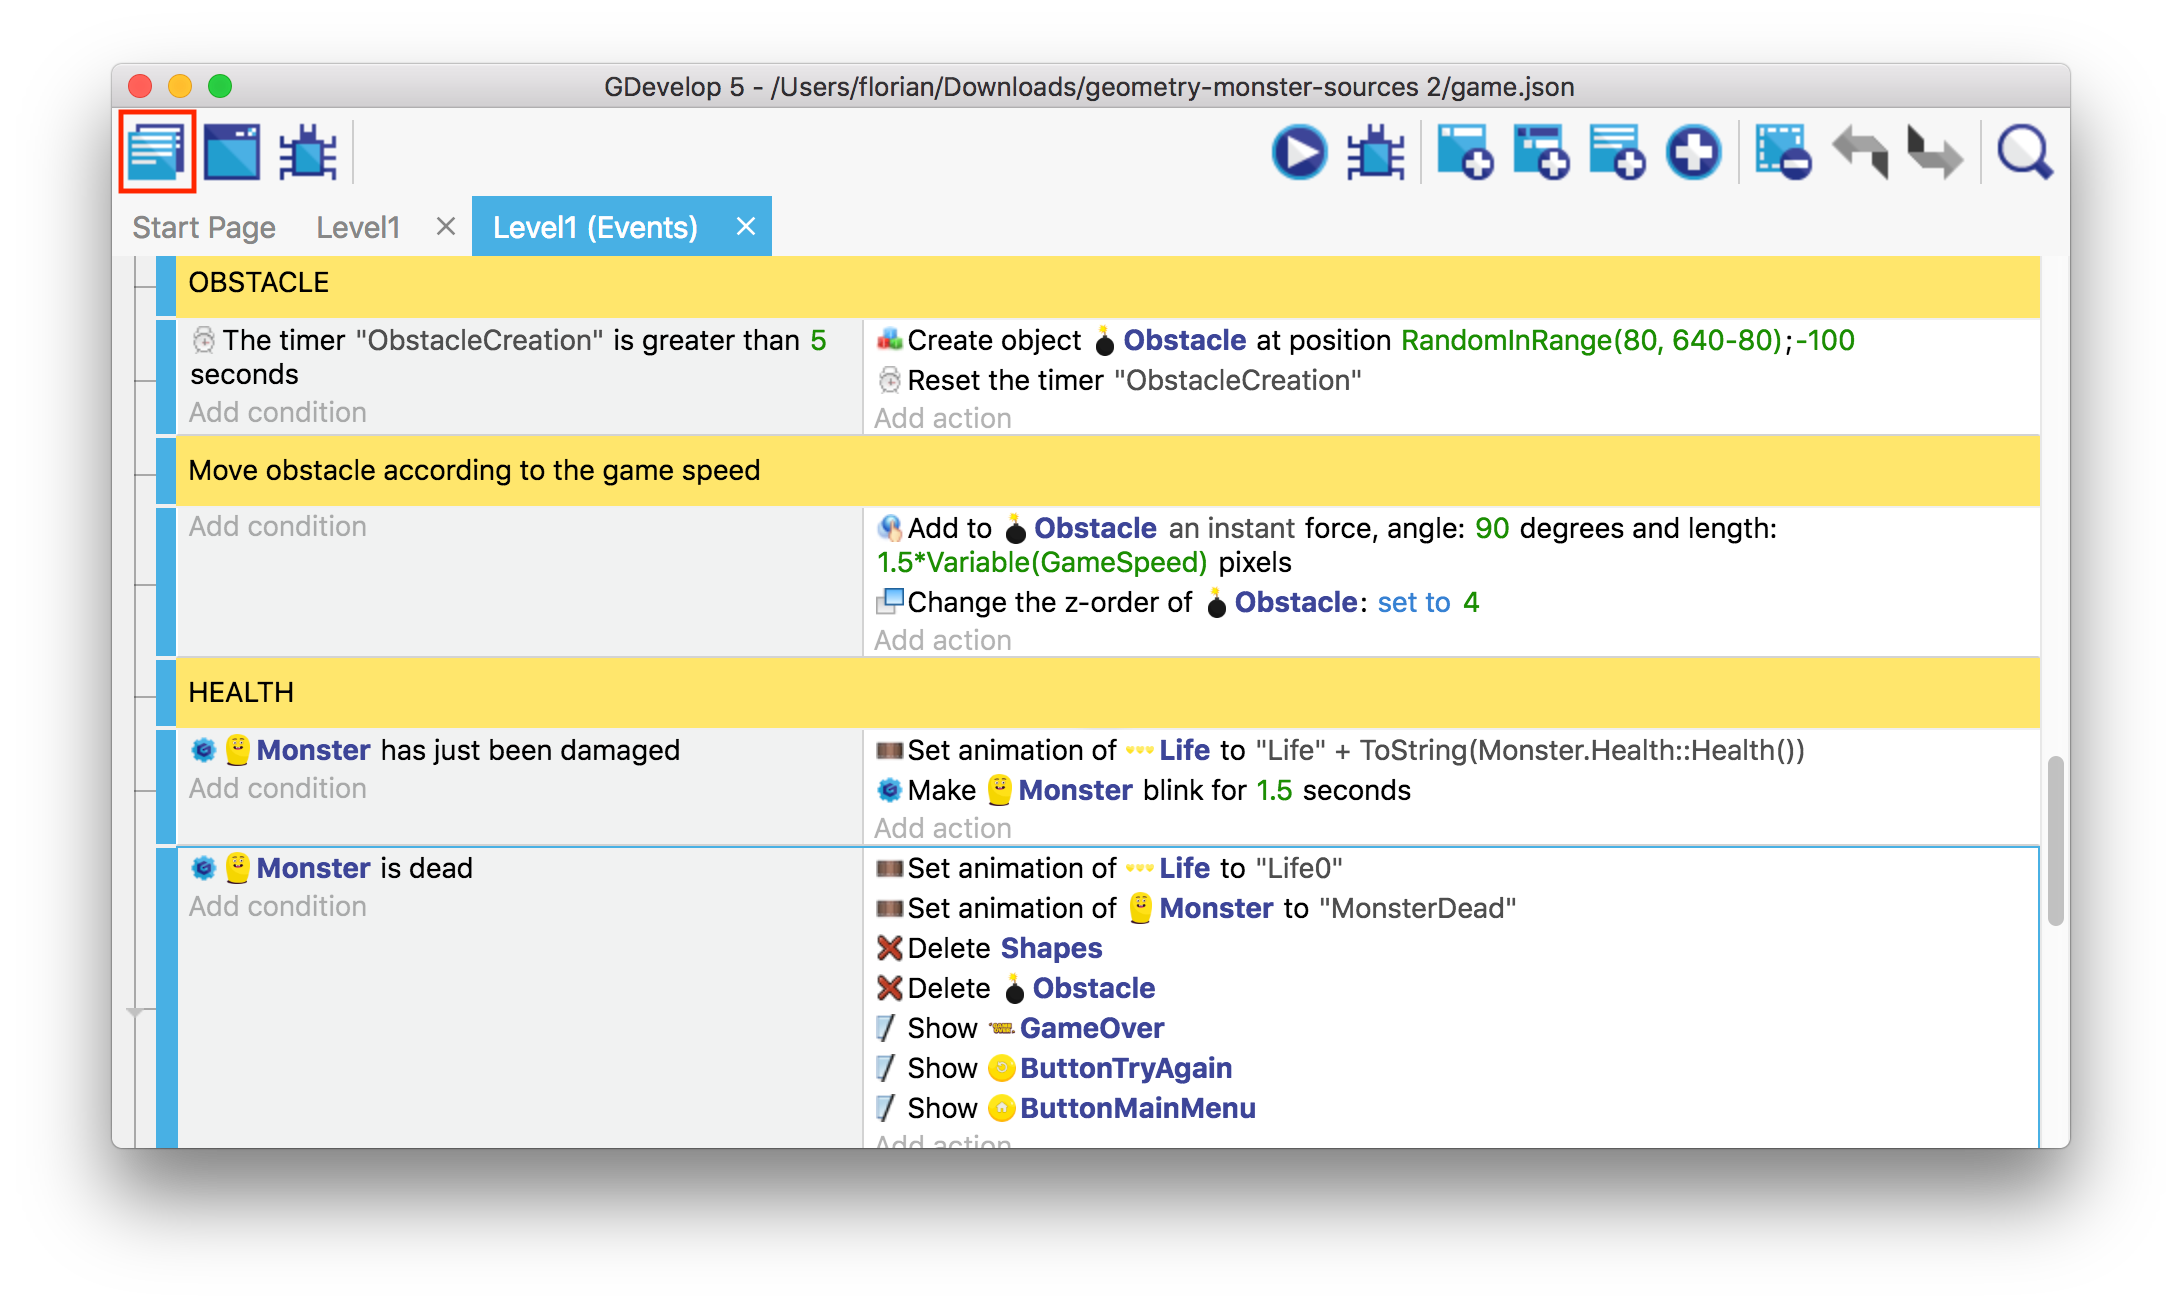 GDevelop 5 - /Users/florian/Downloads/geometry-monster-sources 2/game.json
Start Page Level1 Level1 (Events)
OBSTACLE
The timer "ObstacleCreation" is greater than 5
seconds
Add condition
Create object Obstacle at position RandomInRange(80, 640-80);-100
Reset the timer "ObstacleCreation"
Add action
Move obstacle according to the game speed
Add condition
Add to Obstacle an instant force, angle: 90 degrees and length:
1.5*Variable(GameSpeed) pixels
Change the z-order of Obstacle: set to 4
Add action
HEALTH
Monster has just been damaged
Add condition
Set animation of Life to "Life" + ToString(Monster.Health::Health())
Make Monster blink for 1.5 seconds
Add action
Monster is dead
Add condition
Set animation of Life to "Life0"
Set animation of Monster to "MonsterDead"
Delete Shapes
Delete Obstacle
Show GameOver
Show ButtonTryAgain
Show ButtonMainMenu
Add action